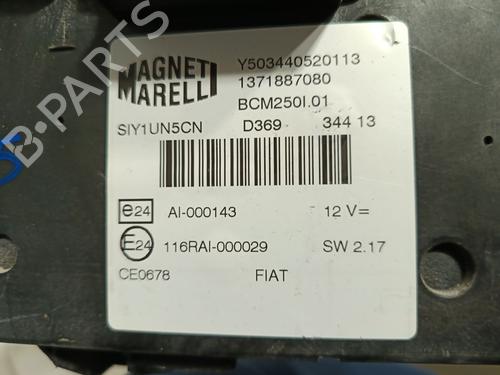 MAGNETI MARELLI
Y503440520113
1371887080
BCM250I.01
SIY1UN5CN D369 344 13
e24 AI-000143 12 V=
E24 116RAI-000029 SW 2.17
CE0678 FIAT
B-PARTS